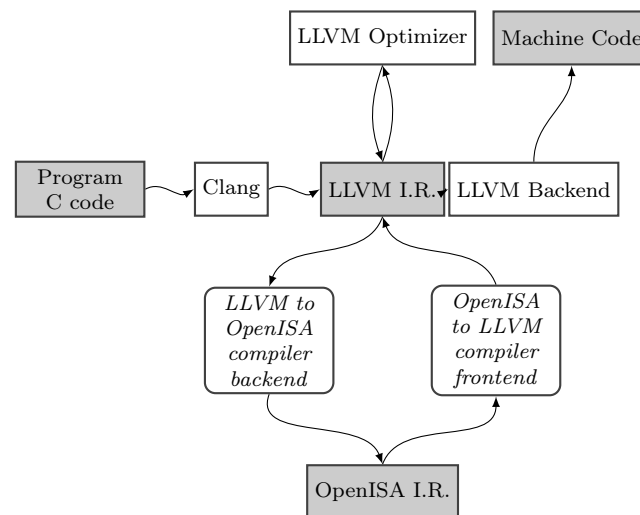 LLVM Optimizer
Machine Code
Program
C code
Clang
LLVM I.R.
LLVM Backend
LLVM to
OpenISA
compiler
backend
OpenISA
to LLVM
compiler
frontend
OpenISA I.R.